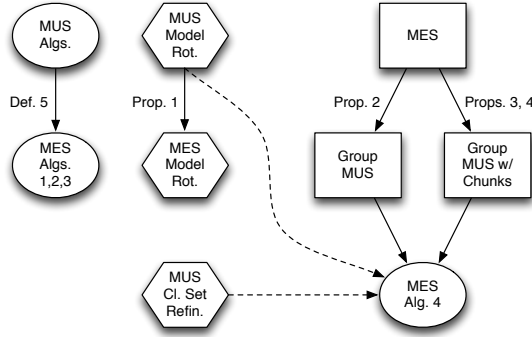 MUS
Algs.
MUS
Model
Rot.
MES
Def. 5
Prop. 1
Prop. 2
Props. 3, 4
MES
Algs.
1,2,3
MES
Model
Rot.
Group
MUS
Group
MUS w/
Chunks
MUS
Cl. Set
Refin.
MES
Alg. 4